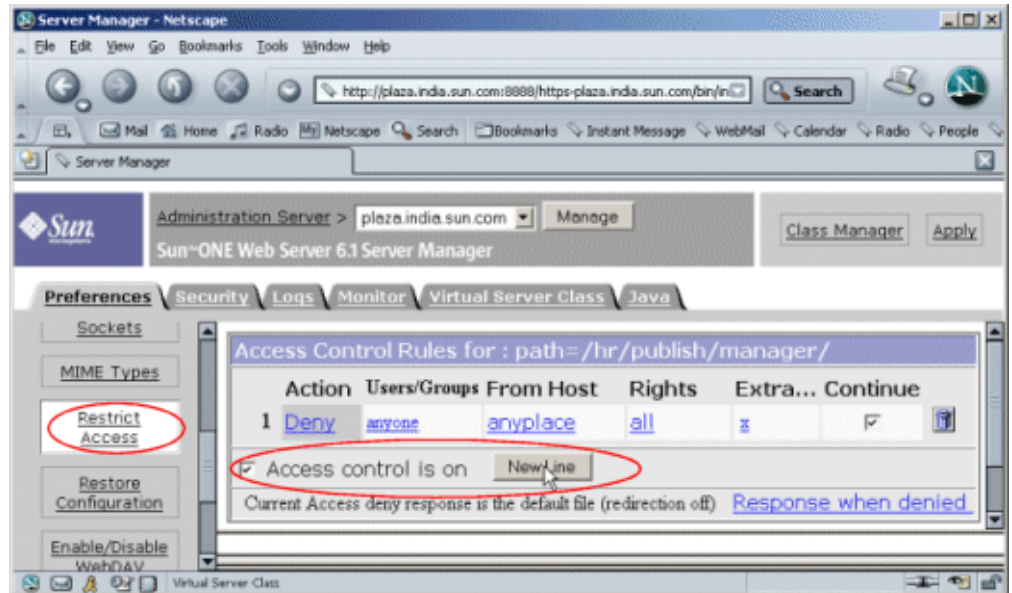 Server Manager - Netscape
File Edit View Go Bookmarks Tools Window Help
http://plaza.india.sun.com:8888/https-plaza.india.sun.com/bin/in Search
Mail Home Radio Netscape Search Bookmarks Instant Message WebMail Calendar Radio People
Server Manager
Sun
Administration Server > plaza.india.sun.com Manage
Class Manager Apply
Sun ONE Web Server 6.1 Server Manager
Preferences Security Logs Monitor Virtual Server Class Java
Sockets
MIME Types
Restrict
Access
Restore
Configuration
Enable/Disable
WebDAV
Access Control Rules for : path=/hr/publish/manager/
Action Users/Groups From Host Rights Extra... Continue
1 Deny anyone anyplace all x
Access control is on New Line
Current Access deny response is the default file (redirection off) Response when denied
Virtual Server Class